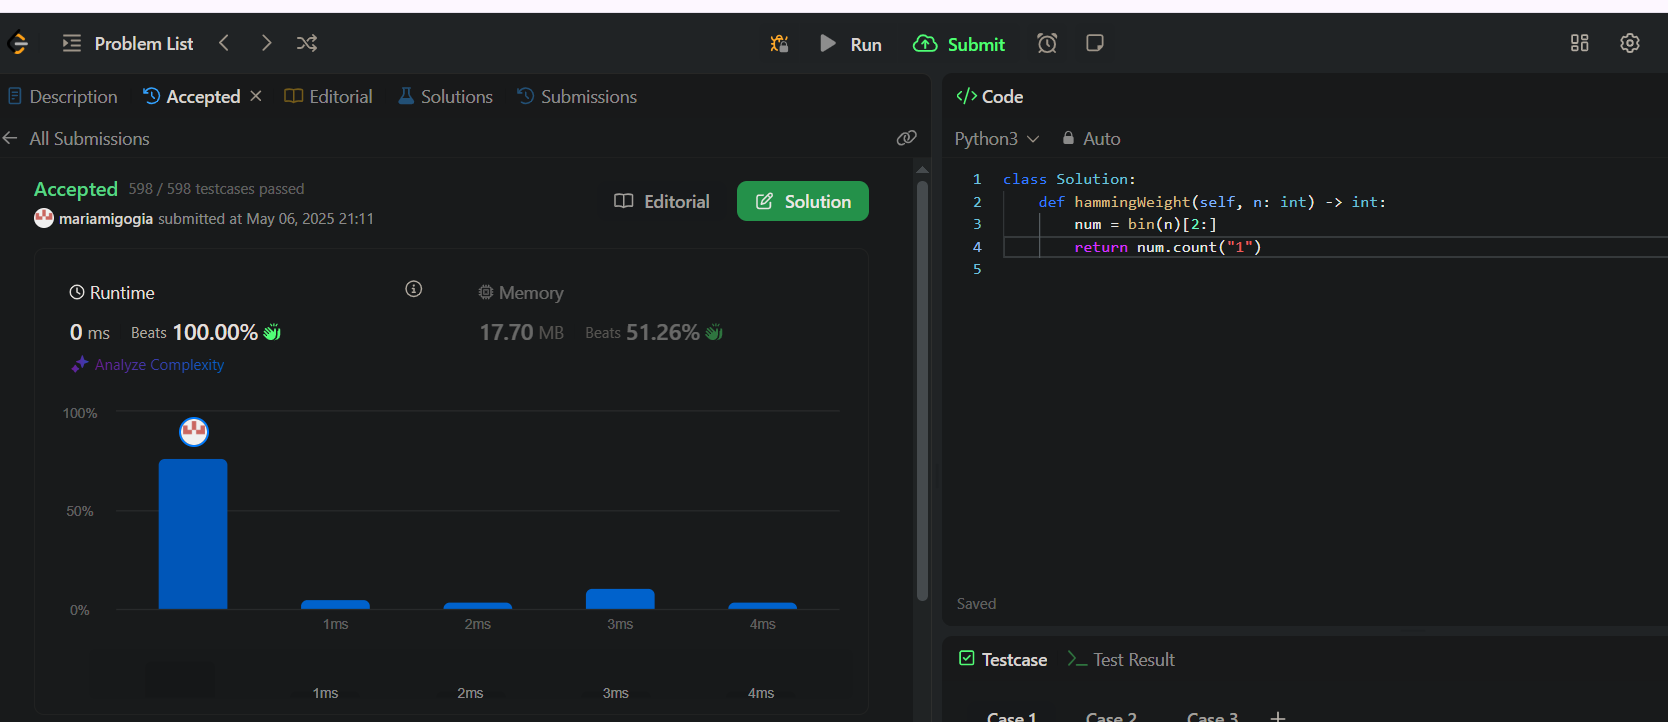 Problem List
Run
Submit
Description
Accepted
Editorial
Solutions
Submissions
All Submissions
Accepted 598 / 598 testcases passed
mariamigogia submitted at May 06, 2025 21:11
Editorial
Solution
Runtime
0 ms Beats 100.00%
Analyze Complexity
Memory
17.70 MB Beats 51.26%
100%
50%
0%
1ms 2ms 3ms 4ms
1ms 2ms 3ms 4ms
</> Code
Python3 Auto
1 class Solution:
2 def hammingWeight(self, n: int) -> int:
3 num = bin(n)[2:]
4 return num.count("1")
5
Saved
Testcase >_ Test Result
Case 1 Case 2 Case 3 +